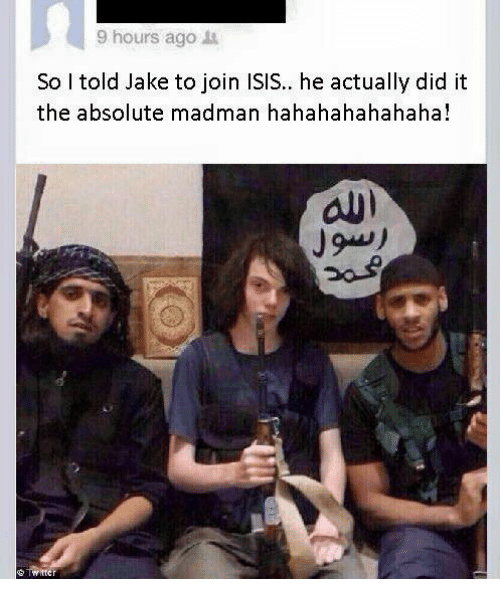 9 hours ago
So I told Jake to join ISIS.. he actually did it
the absolute madman hahahahahahaha!
الله
رسول
محمد
© Twitter